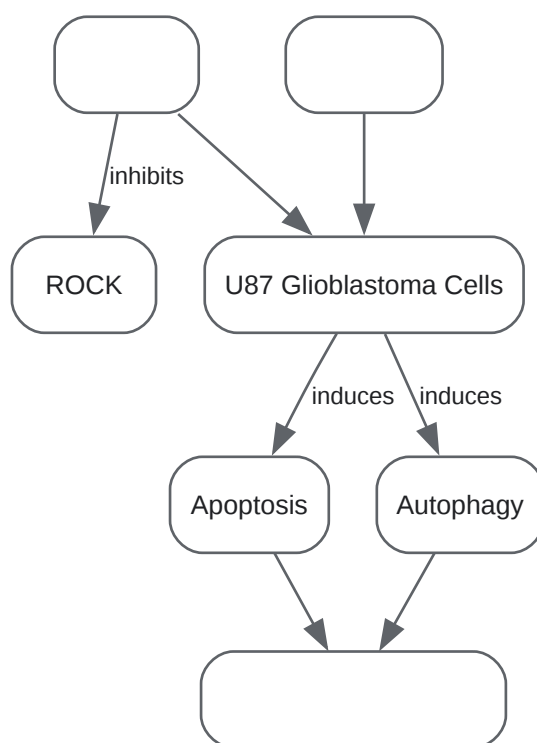 inhibits
ROCK
U87 Glioblastoma Cells
induces
induces
Apoptosis
Autophagy